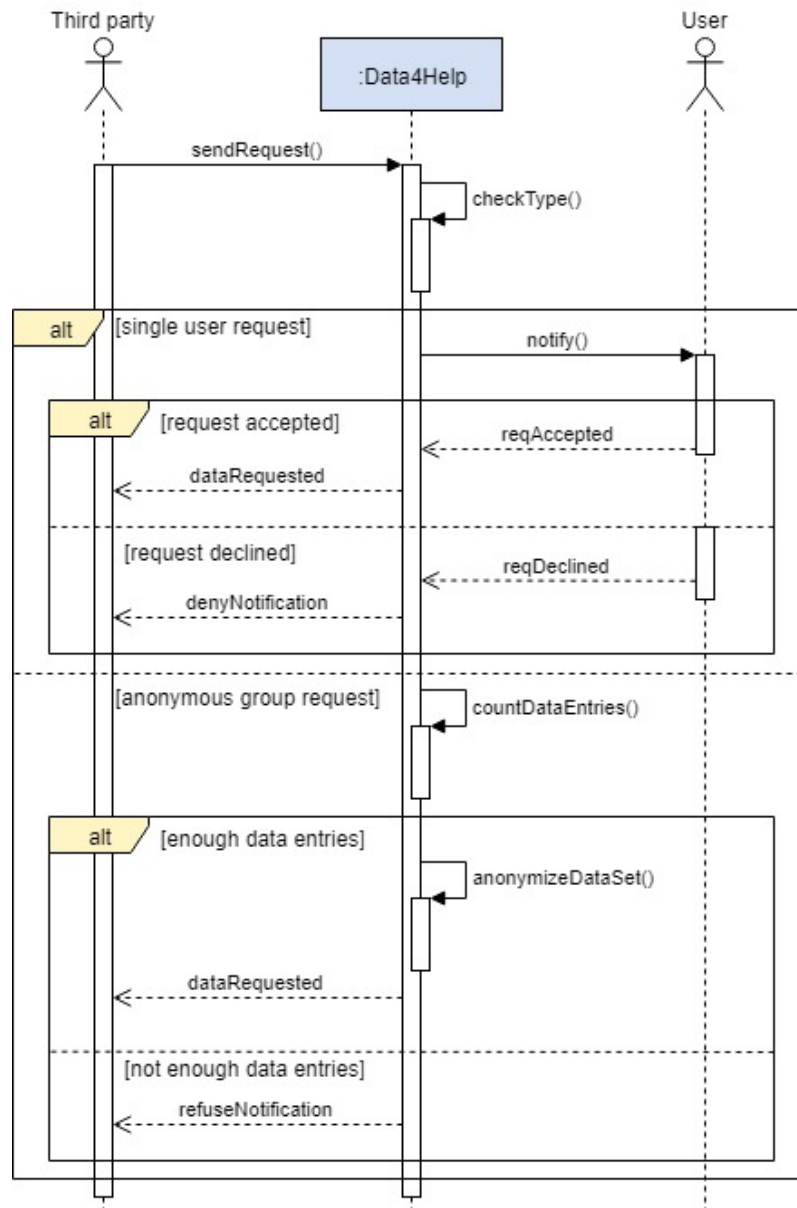 Third party
:Data4Help
User
sendRequest()
checkType()
alt
[single user request]
notify()
alt
[request accepted]
reqAccepted
dataRequested
[request declined]
reqDeclined
denyNotification
[anonymous group request]
countDataEntries()
alt
[enough data entries]
anonymizeDataSet()
dataRequested
[not enough data entries]
refuseNotification